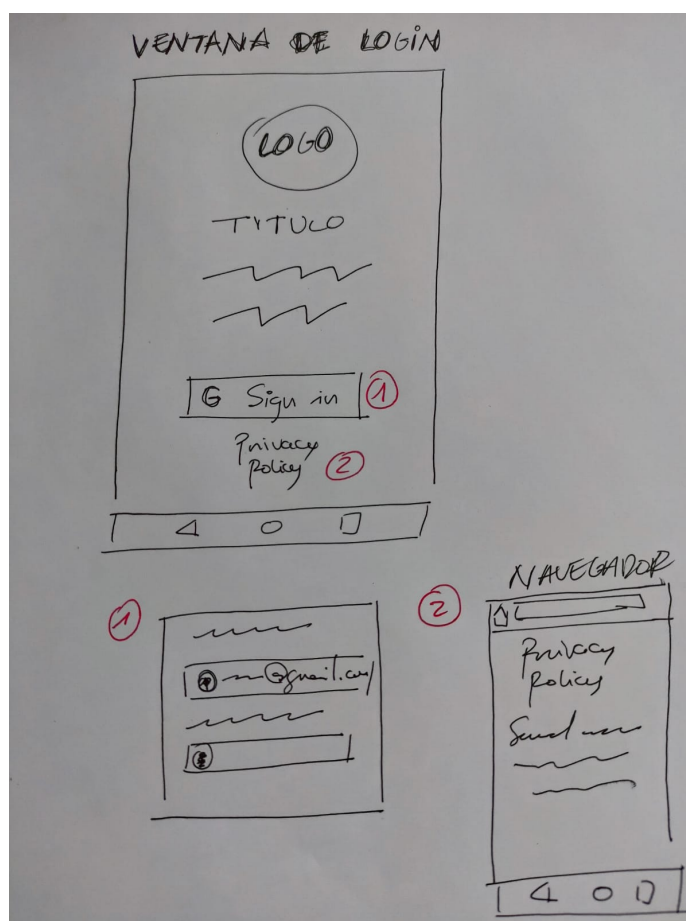 VENTANA DE LOGIN
LOGO
TITULO
G Sign in 1
Privacy
Policy 2
1
@gmail.com
NAVEGADOR
2
Privacy
Policy